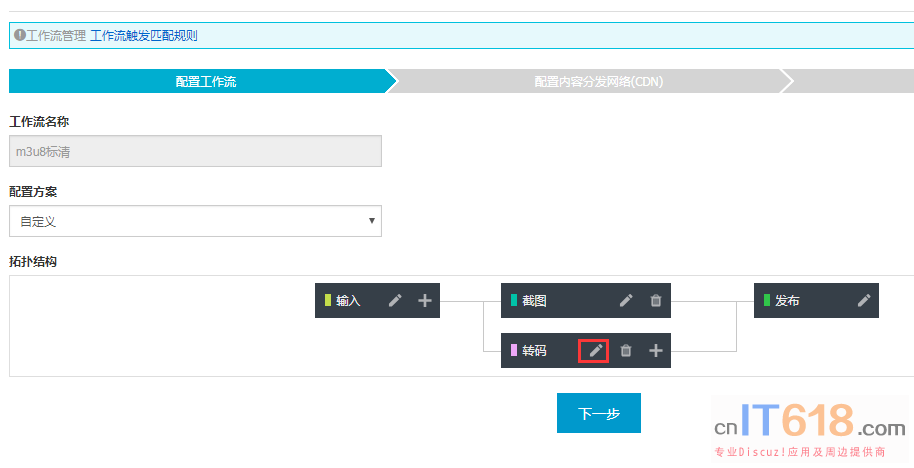 工作流管理 工作流触发匹配规则
配置工作流
配置内容分发网络(CDN)
工作流名称
m3u8标清
配置方案
自定义
拓扑结构
输入
截图
发布
转码
下一步
cnIT618.com
专业Discuz!应用及周边提供商